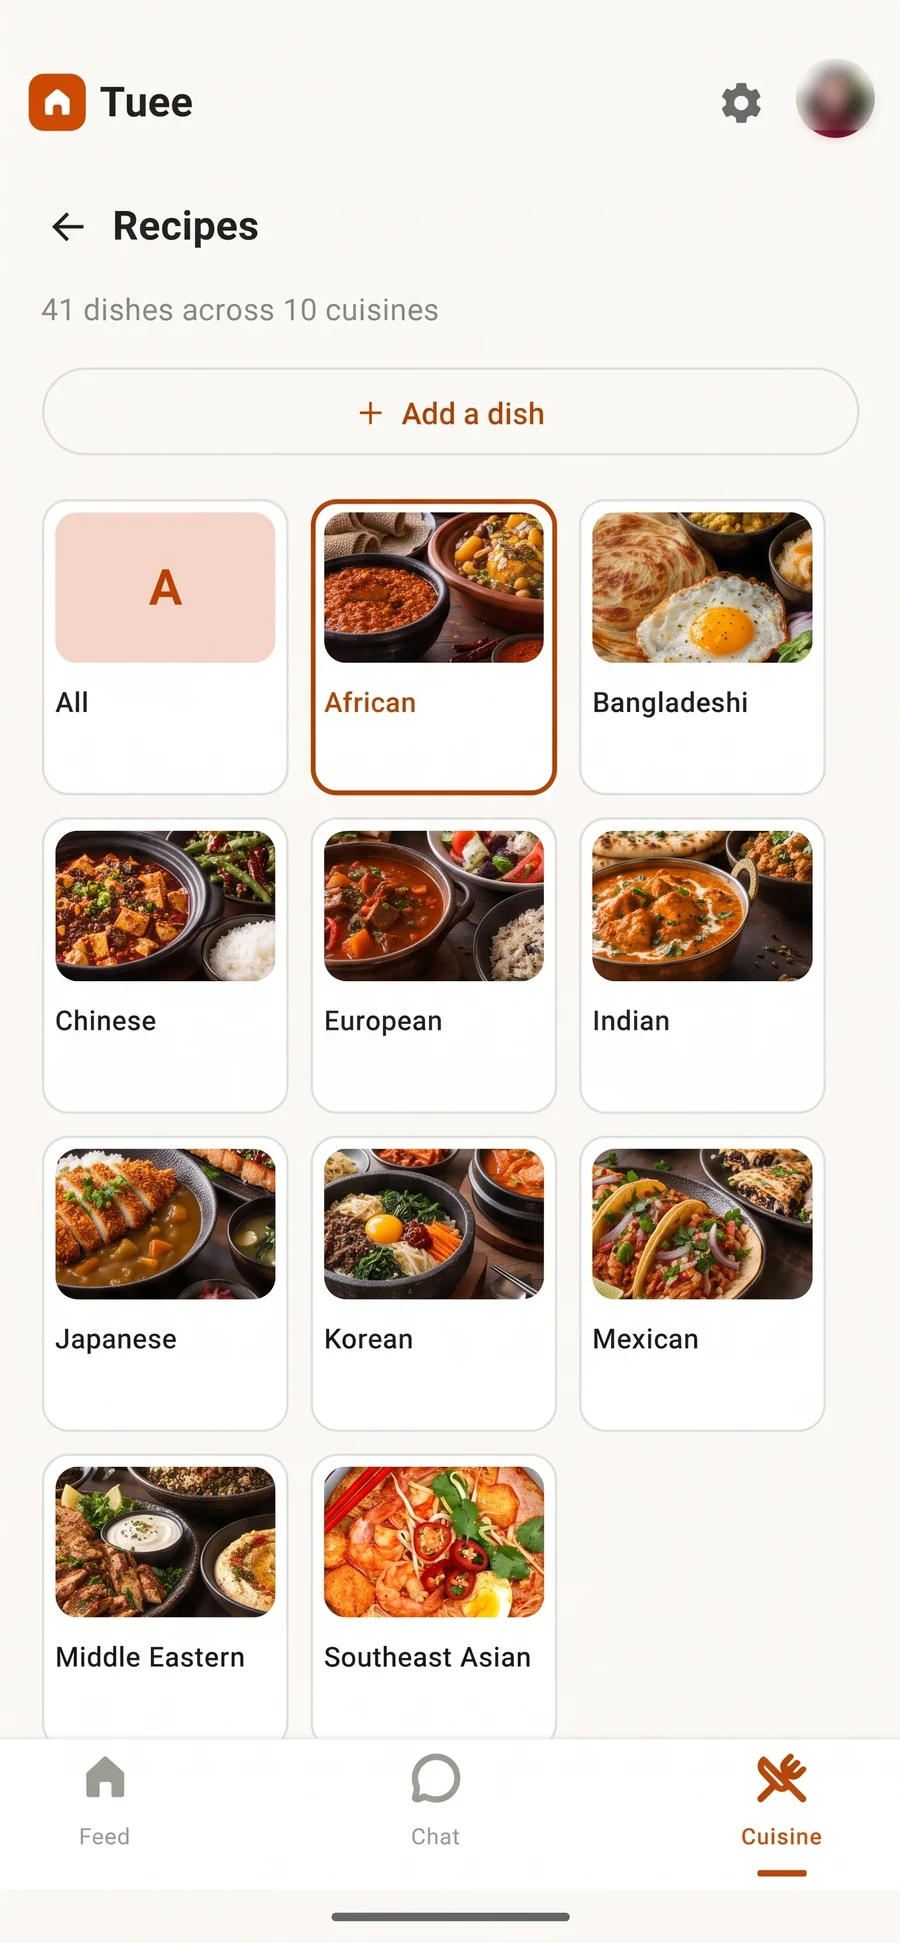 Tuee
Recipes
41 dishes across 10 cuisines
+ Add a dish
A
All
African
Bangladeshi
Chinese
European
Indian
Japanese
Korean
Mexican
Middle Eastern
Southeast Asian
Feed
Chat
Cuisine